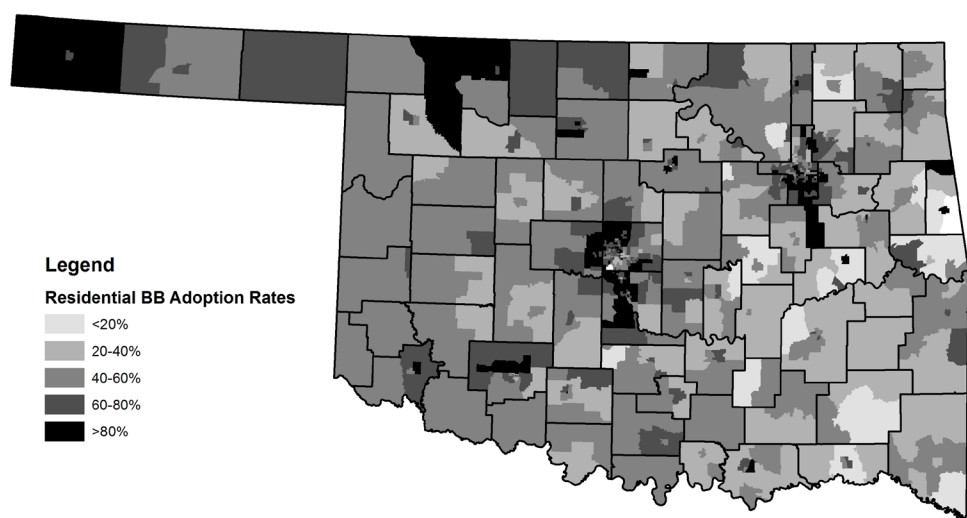 Legend
Residential BB Adoption Rates
<20%
20-40%
40-60%
60-80%
>80%